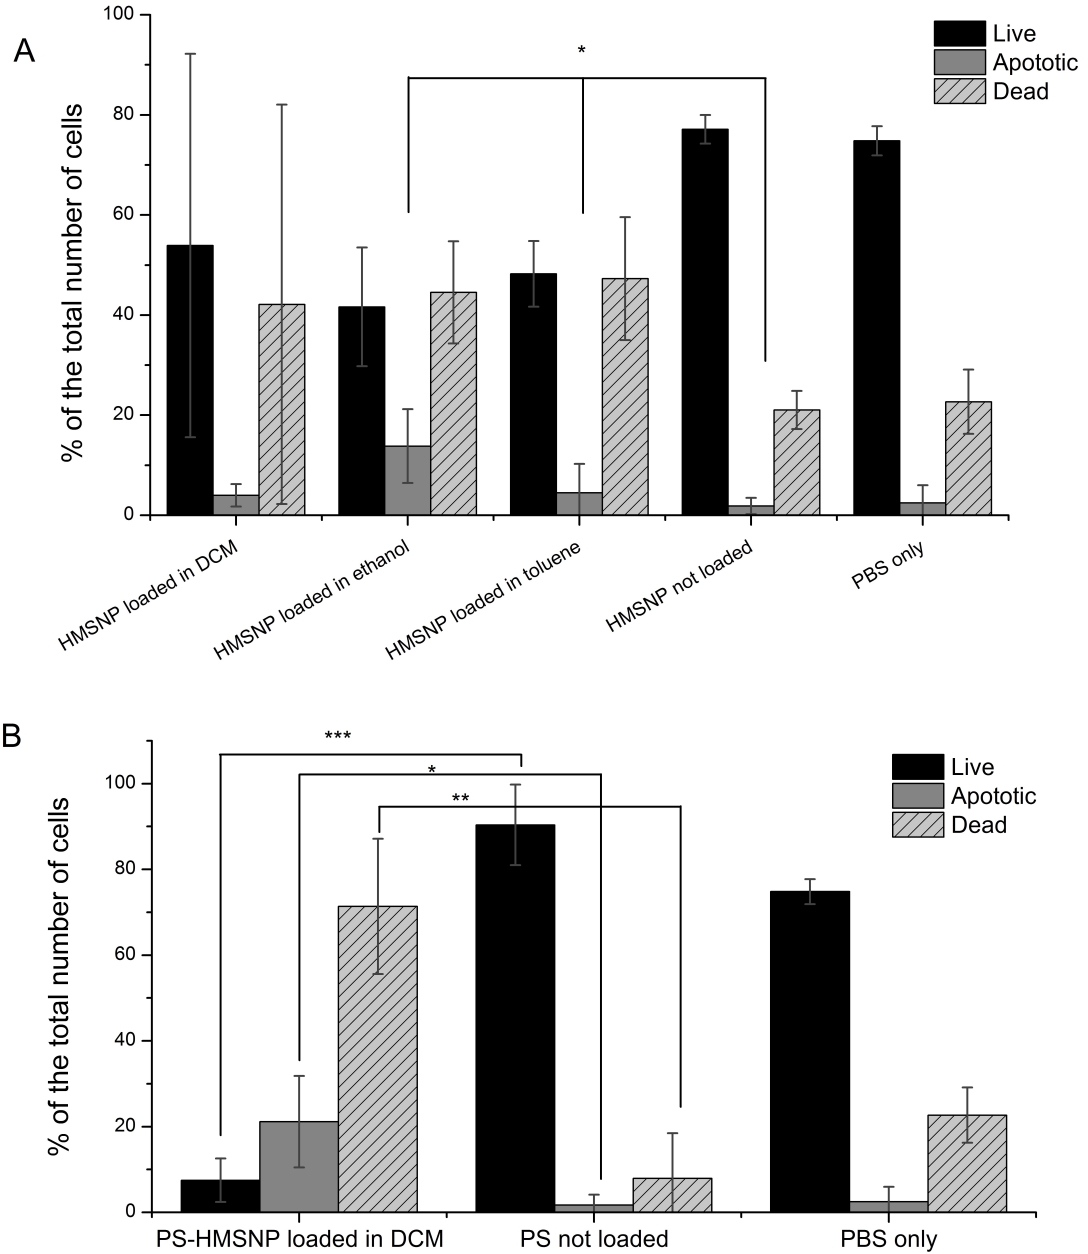 A
% of the total number of cells
100
80
60
40
20
0
*
Live
Apototic
Dead
HMSNP loaded in DCM
HMSNP loaded in ethanol
HMSNP loaded in toluene
HMSNP not loaded
PBS only
B
% of the total number of cells
100
80
60
40
20
0
***
*
**
Live
Apototic
Dead
PS-HMSNP loaded in DCM
PS not loaded
PBS only